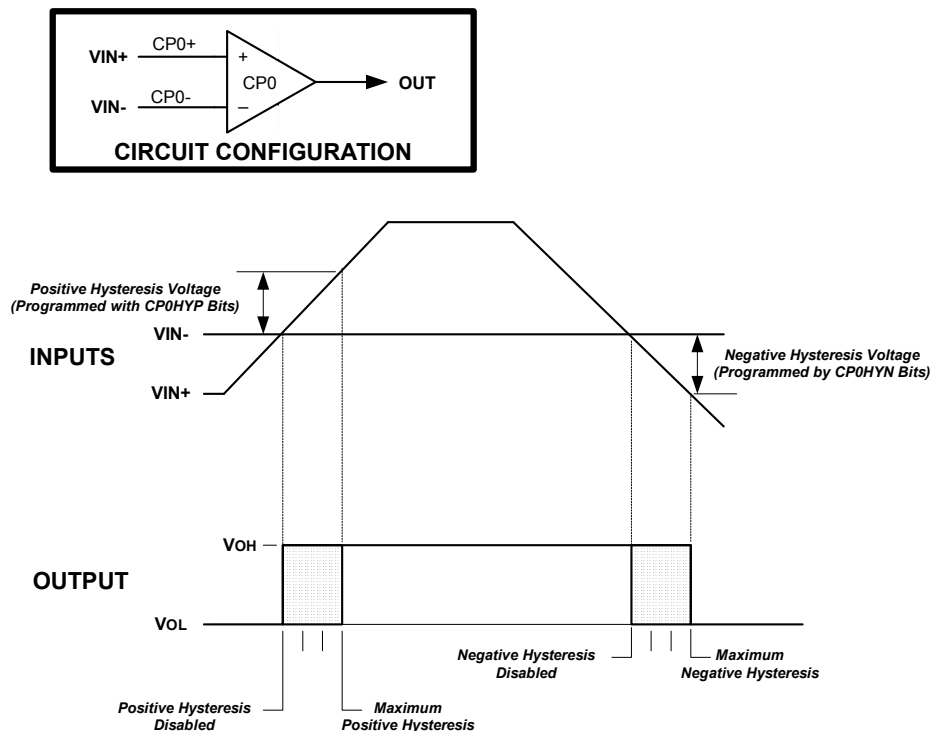 VIN+
CP0+
+
CP0
OUT
VIN-
CP0-
_
CIRCUIT CONFIGURATION
Positive Hysteresis Voltage
(Programmed with CP0HYP Bits)
VIN-
INPUTS
VIN+
Negative Hysteresis Voltage
(Programmed by CP0HYN Bits)
VOH
OUTPUT
VOL
Negative Hysteresis
Disabled
Maximum
Negative Hysteresis
Positive Hysteresis
Disabled
Maximum
Positive Hysteresis